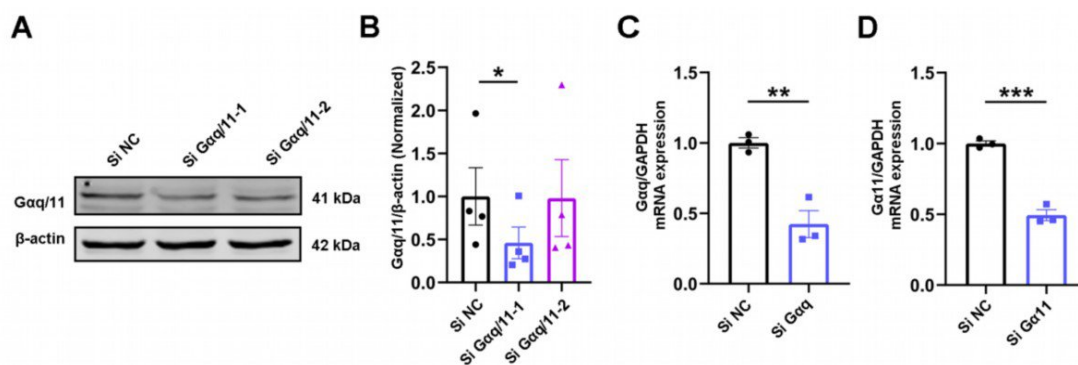 A
Si NC
Si Gαq/11-1
Si Gαq/11-2
Gαq/11
41 kDa
β-actin
42 kDa
B
Gαq/11/β-actin (Normalized)
2.5
2.0
1.5
1.0
0.5
0.0
*
Si NC
Si Gαq/11-1
Si Gαq/11-2
C
Gαq/GAPDH
mRNA expression
1.5
1.0
0.5
0.0
**
Si NC
Si Gαq
D
Gα11/GAPDH
mRNA expression
1.5
1.0
0.5
0.0
***
Si NC
Si Gα11